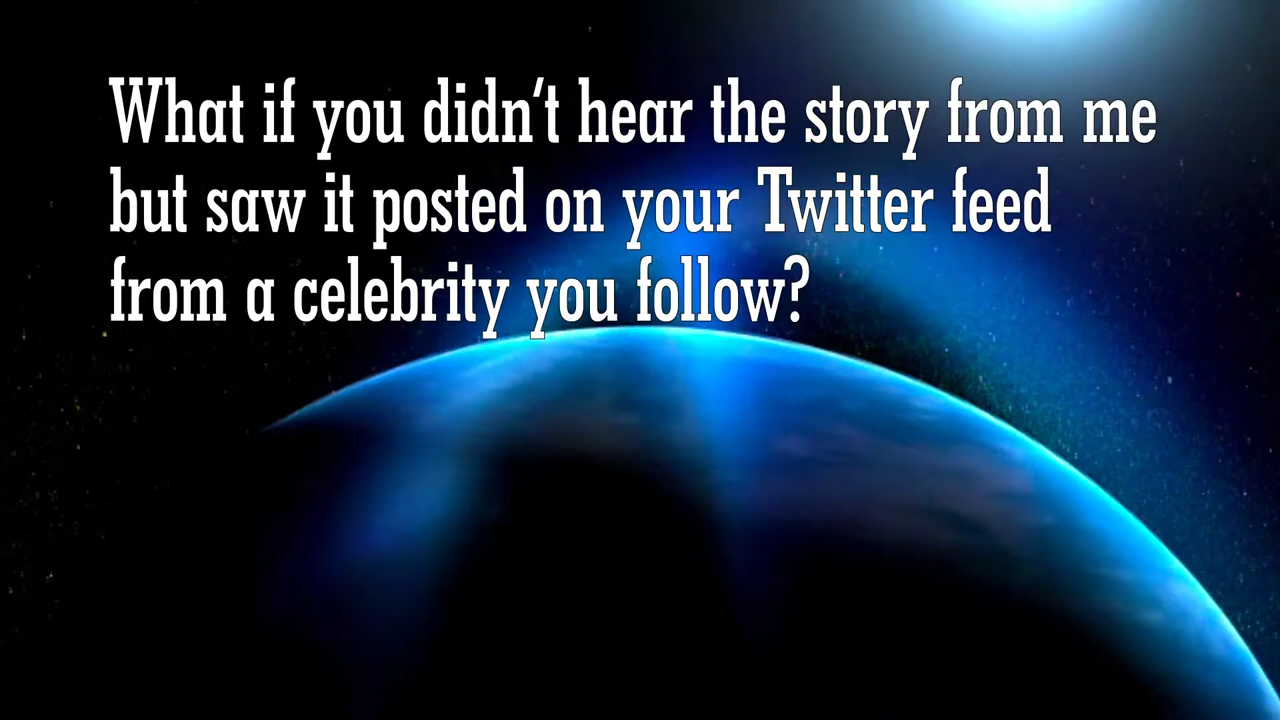 What if you didn't hear the story from me
but saw it posted on your Twitter feed
from a celebrity you follow?